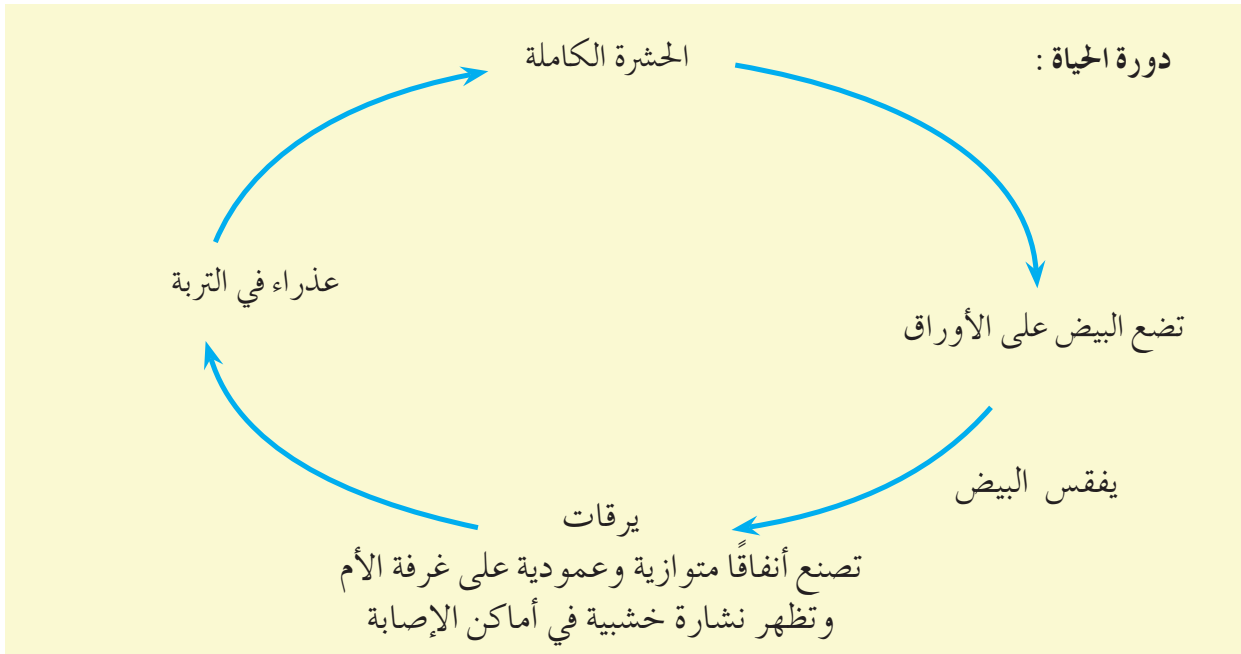 دورة الحياة :
الحشرة الكاملة
تضع البيض على الأوراق
يفقس البيض
يرقات
تصنع أنفاقًا متوازية وعمودية على غرفة الأم
وتظهر نشارة خشبية في أماكن الإصابة
عذراء في التربة